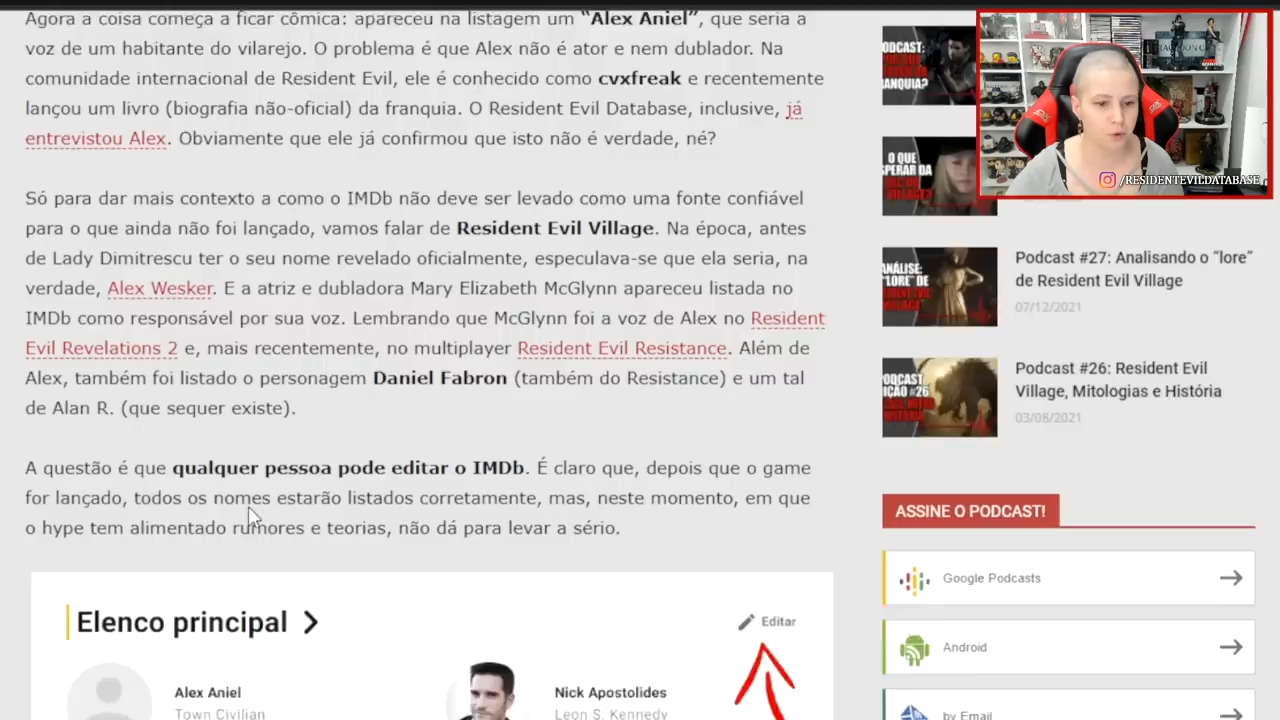 Agora a coisa começa a ficar cômica: apareceu na listagem um “Alex Aniel”, que seria a
voz de um habitante do vilarejo. O problema é que Alex não é ator e nem dublador. Na
comunidade internacional de Resident Evil, ele é conhecido como cvxfreak e recentemente
lançou um livro (biografia não-oficial) da franquia. O Resident Evil Database, inclusive, já
entrevistou Alex. Obviamente que ele já confirmou que isto não é verdade, né?
Só para dar mais contexto a como o IMDb não deve ser levado como uma fonte confiável
para o que ainda não foi lançado, vamos falar de Resident Evil Village. Na época, antes
de Lady Dimitrescu ter o seu nome revelado oficialmente, especulava-se que ela seria, na
verdade, Alex Wesker. E a atriz e dubladora Mary Elizabeth McGlynn apareceu listada no
IMDb como responsável por sua voz. Lembrando que McGlynn foi a voz de Alex no Resident
Evil Revelations 2 e, mais recentemente, no multiplayer Resident Evil Resistance. Além de
Alex, também foi listado o personagem Daniel Fabron (também do Resistance) e um tal
de Alan R. (que sequer existe).
A questão é que qualquer pessoa pode editar o IMDb. É claro que, depois que o game
for lançado, todos os nomes estarão listados corretamente, mas, neste momento, em que
o hype tem alimentado rumores e teorias, não dá para levar a sério.
Elenco principal
Editar
Alex Aniel
Town Civilian
Nick Apostolides
Leon S. Kennedy
/RESIDENTEVILDATABASE
O QUE
Podcast #27: Analisando o “lore”
de Resident Evil Village
07/12/2021
Podcast #26: Resident Evil
Village, Mitologias e História
03/08/2021
ASSINE O PODCAST!
Google Podcasts
Android
by Email